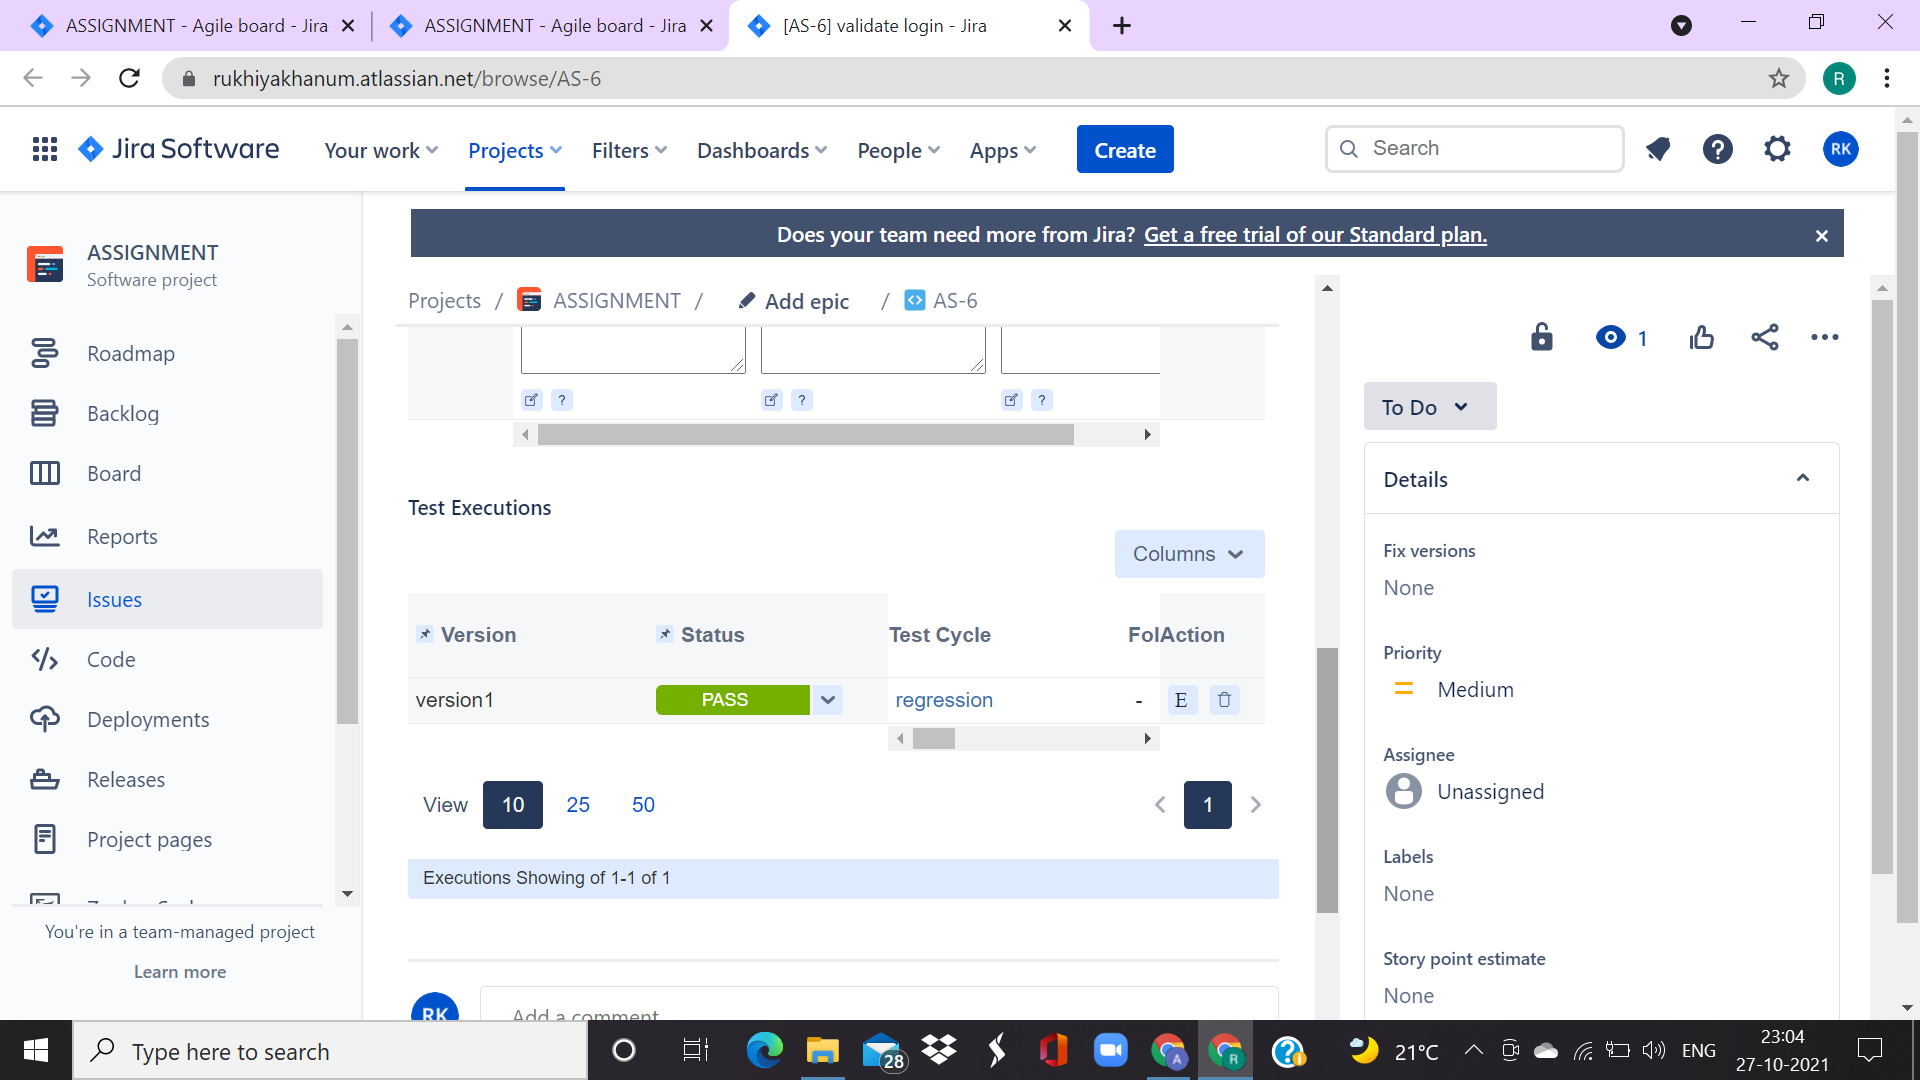 ASSIGNMENT - Agile board - Jira
ASSIGNMENT - Agile board - Jira
[AS-6] validate login - Jira
rukhiyakhanum.atlassian.net/browse/AS-6
R
Jira Software
Your work
Projects
Filters
Dashboards
People
Apps
Create
Search
RK
ASSIGNMENT
Software project
Roadmap
Backlog
Board
Reports
Issues
Code
Deployments
Releases
Project pages
You're in a team-managed project
Learn more
Does your team need more from Jira? Get a free trial of our Standard plan.
Projects / ASSIGNMENT / Add epic / AS-6
? ? ?
Test Executions
Columns
Version Status Test Cycle Fol Action
version1 PASS regression - E
View 10 25 50 1
Executions Showing of 1-1 of 1
RK
Add a comment
1
To Do
Details
Fix versions
None
Priority
Medium
Assignee
Unassigned
Labels
None
Story point estimate
None
Type here to search
28
A
R
21°C
ENG
23:04
27-10-2021